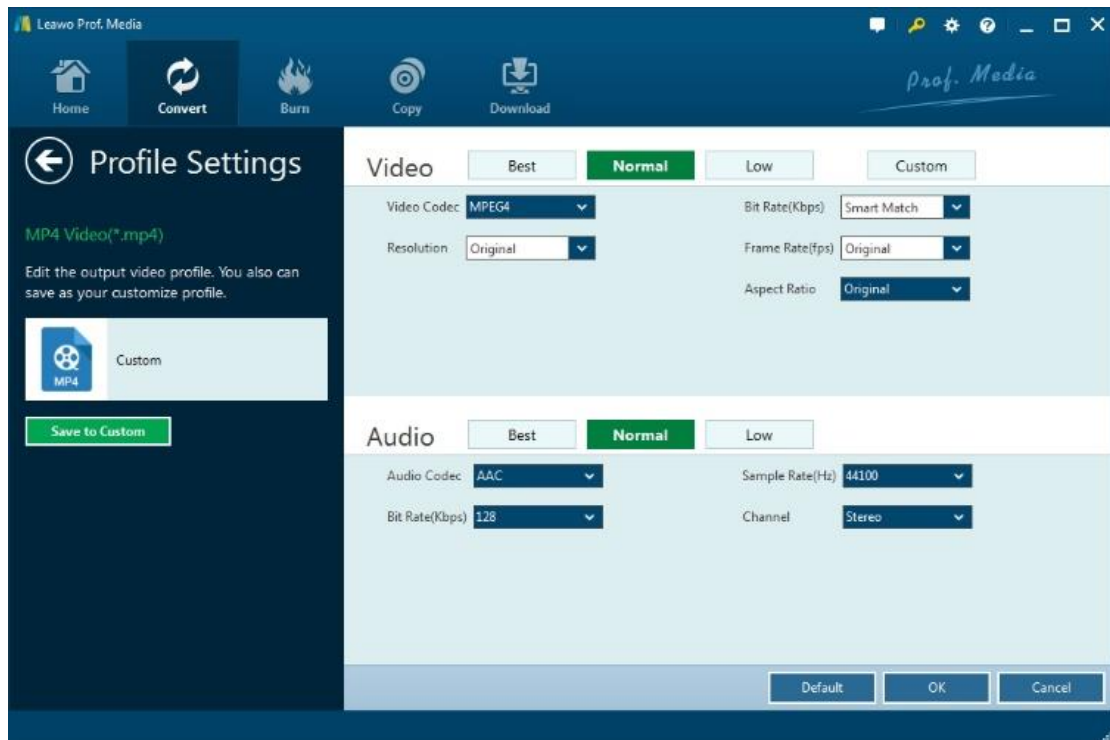 Leawo Prof. Media
Home Convert Burn Copy Download
Prof. Media
Profile Settings
MP4 Video(*.mp4)
Edit the output video profile. You also can
save as your customize profile.
MP4
Custom
Save to Custom
Video Best Normal Low Custom
Video Codec MPEG4 Bit Rate(Kbps) Smart Match
Resolution Original Frame Rate(fps) Original
Aspect Ratio Original
Audio Best Normal Low
Audio Codec AAC Sample Rate(Hz) 44100
Bit Rate(Kbps) 128 Channel Stereo
Default OK Cancel